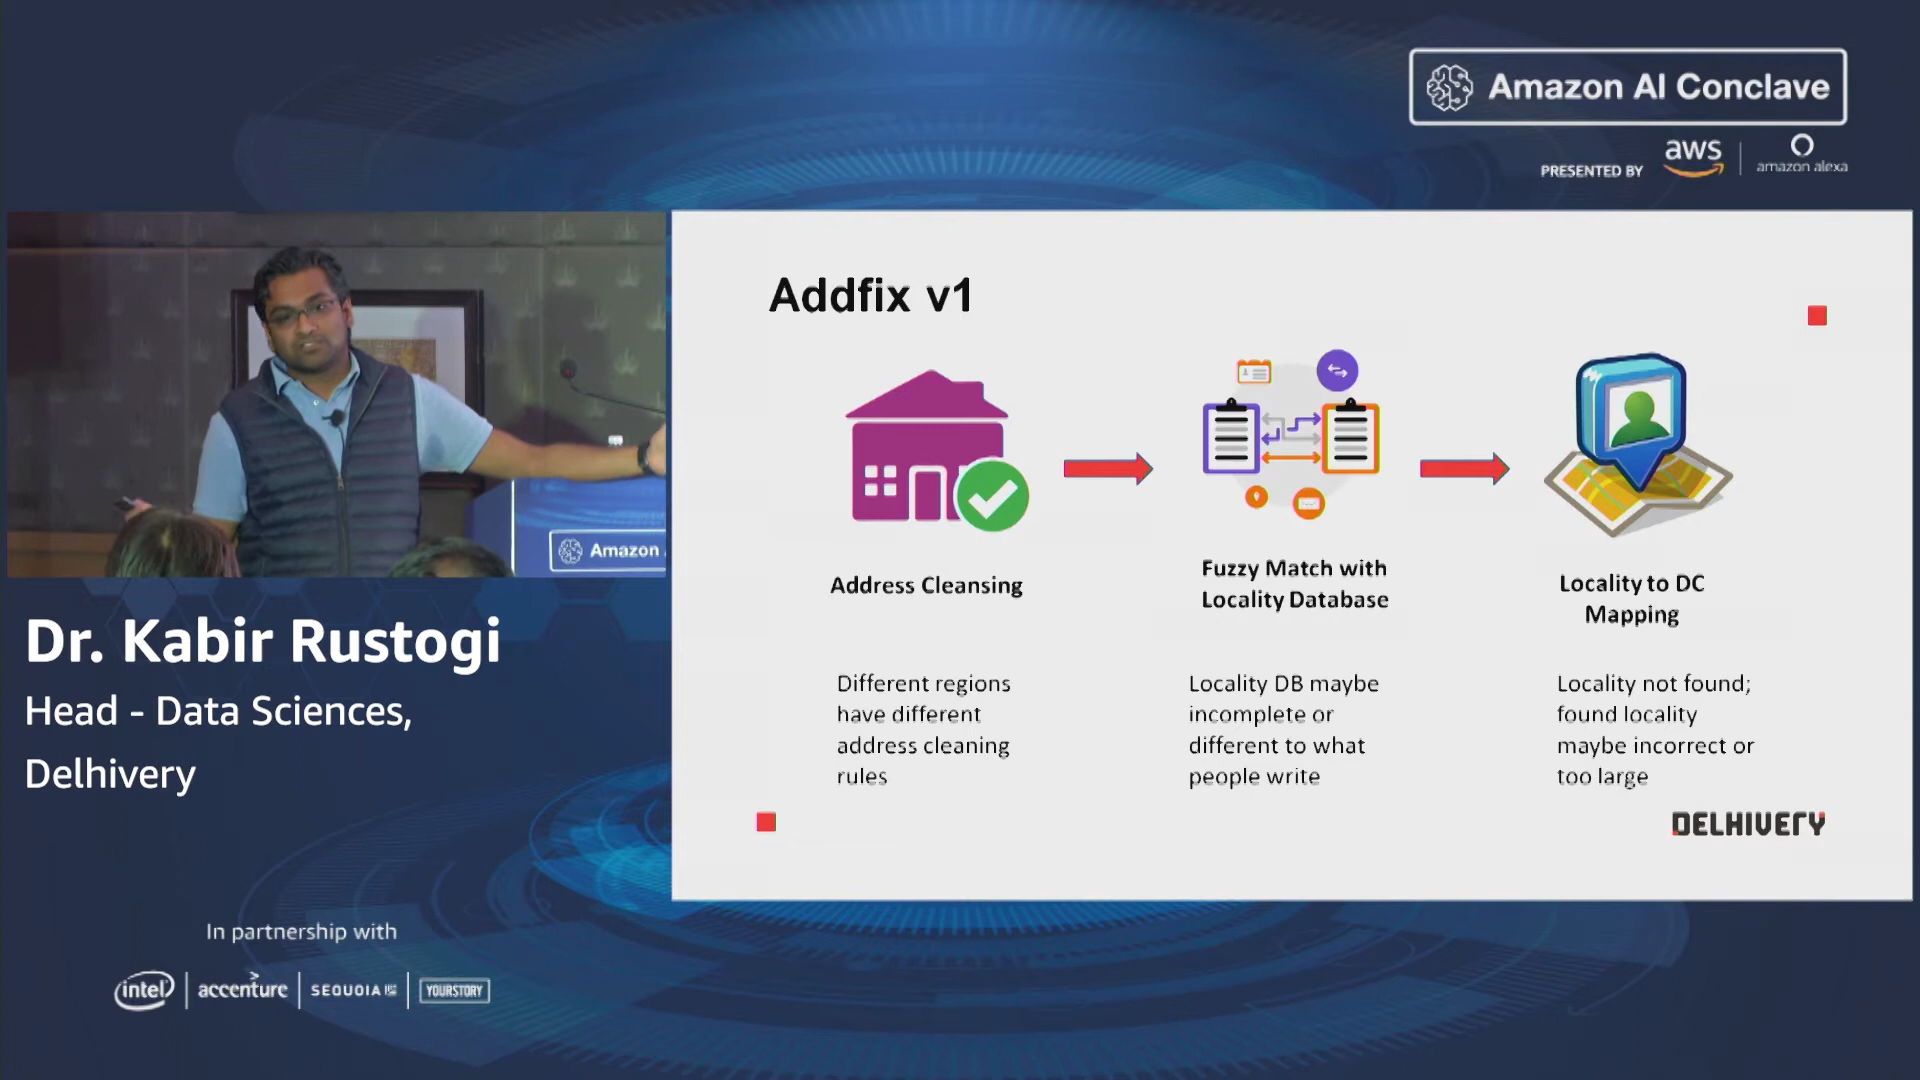 Amazon AI Conclave
PRESENTED BY
aws
amazon alexa
Addfix v1
Address Cleansing
Fuzzy Match with
Locality Database
Locality to DC
Mapping
Different regions
have different
address cleaning
rules
Locality DB maybe
incomplete or
different to what
people write
Locality not found;
found locality
maybe incorrect or
too large
DELHIVERY
Amazon
Dr. Kabir Rustogi
Head - Data Sciences,
Delhivery
In partnership with
intel
accenture
SEQUOIA
YOURSTORY